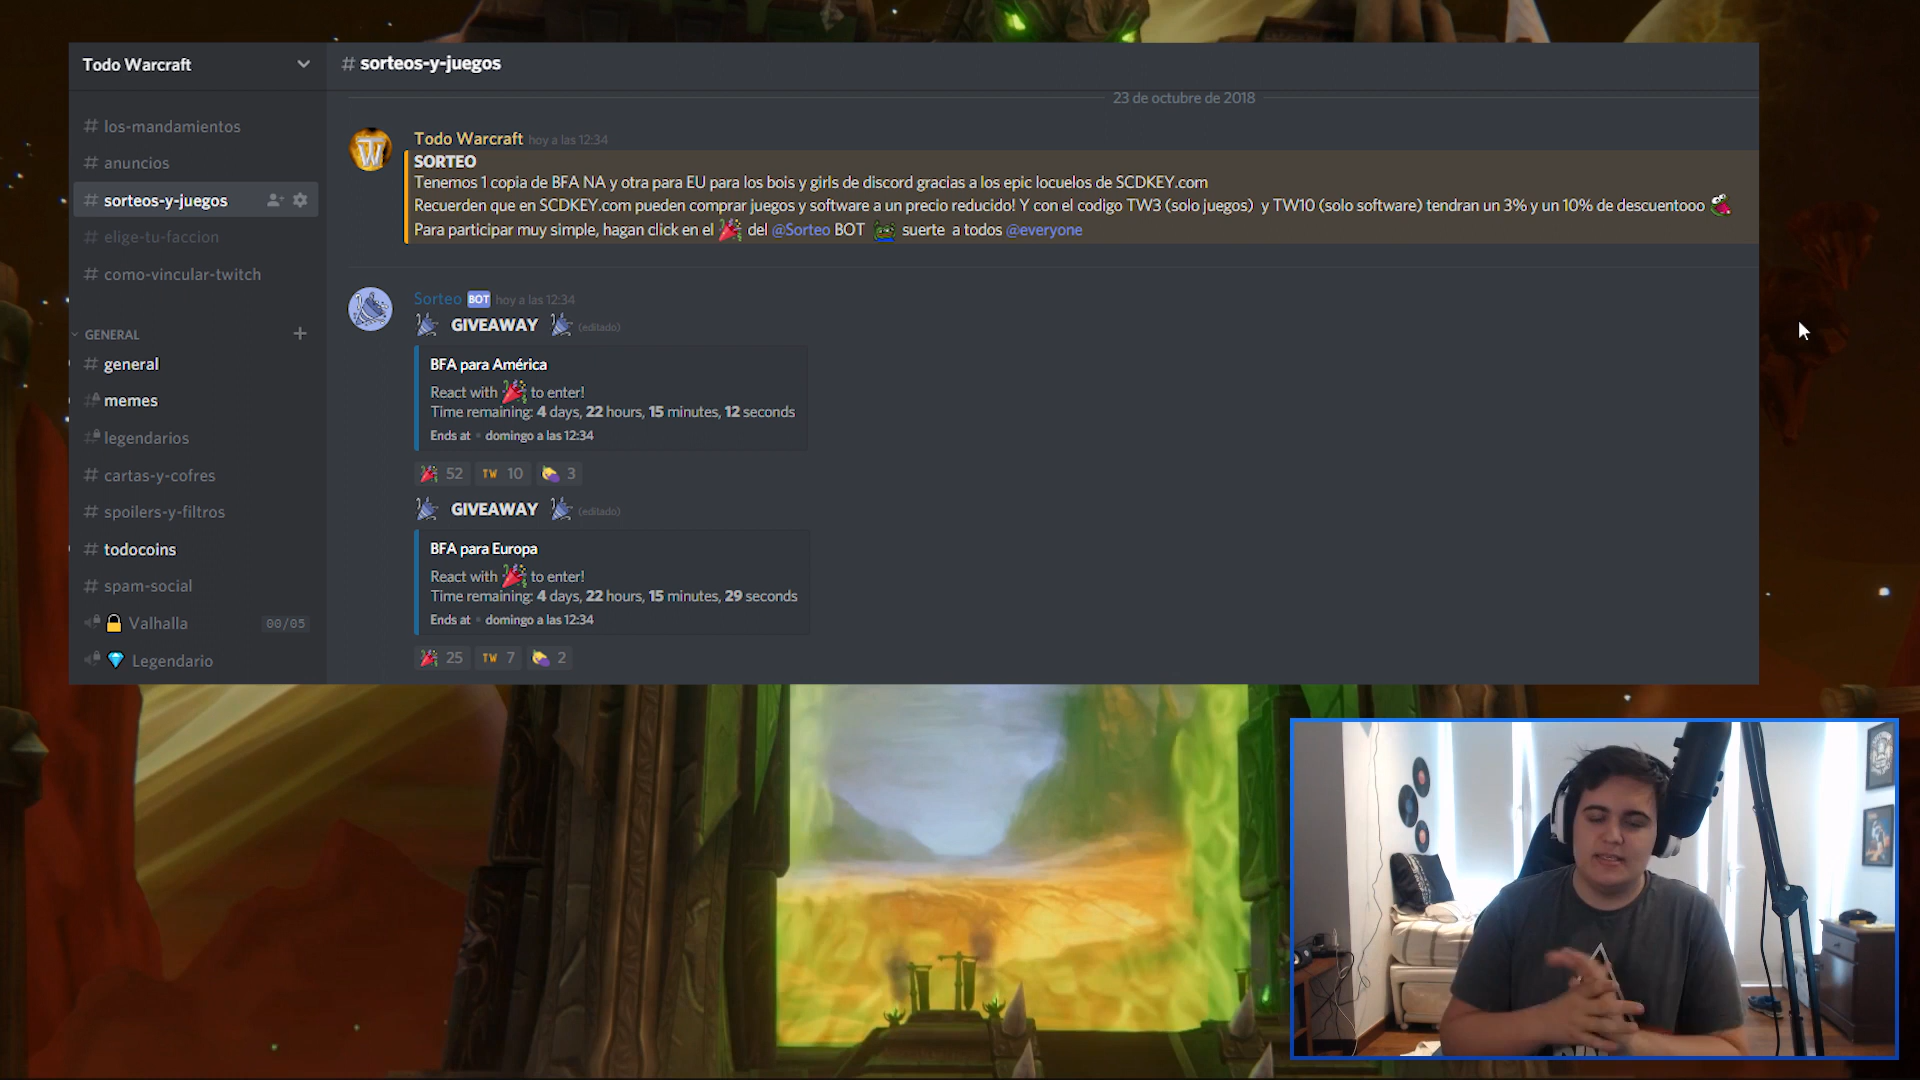 Todo Warcraft
# los-mandamientos
# anuncios
# sorteos-y-juegos
# elige-tu-faccion
# como-vincular-twitch
GENERAL
# general
# memes
# legendarios
# cartas-y-cofres
# spoilers-y-filtros
# todocoins
# spam-social
Valhalla 00/05
Legendario
# sorteos-y-juegos
23 de octubre de 2018
Todo Warcraft hoy a las 12:34
SORTEO
Tenemos 1 copia de BFA NA y otra para EU para los bois y girls de discord gracias a los epic locuelos de SCDKEY.com
Recuerden que en SCDKEY.com pueden comprar juegos y software a un precio reducido! Y con el codigo TW3 (solo juegos) y TW10 (solo software) tendran un 3% y un 10% de descuentooo
Para participar muy simple, hagan click en el 🎉 del @Sorteo BOT suerte a todos @everyone
Sorteo BOT hoy a las 12:34
🎉 GIVEAWAY 🎉 (editado)
BFA para América
React with 🎉 to enter!
Time remaining: 4 days, 22 hours, 15 minutes, 12 seconds
Ends at • domingo a las 12:34
🎉 52 TW 10 3
🎉 GIVEAWAY 🎉 (editado)
BFA para Europa
React with 🎉 to enter!
Time remaining: 4 days, 22 hours, 15 minutes, 29 seconds
Ends at • domingo a las 12:34
🎉 25 TW 7 2